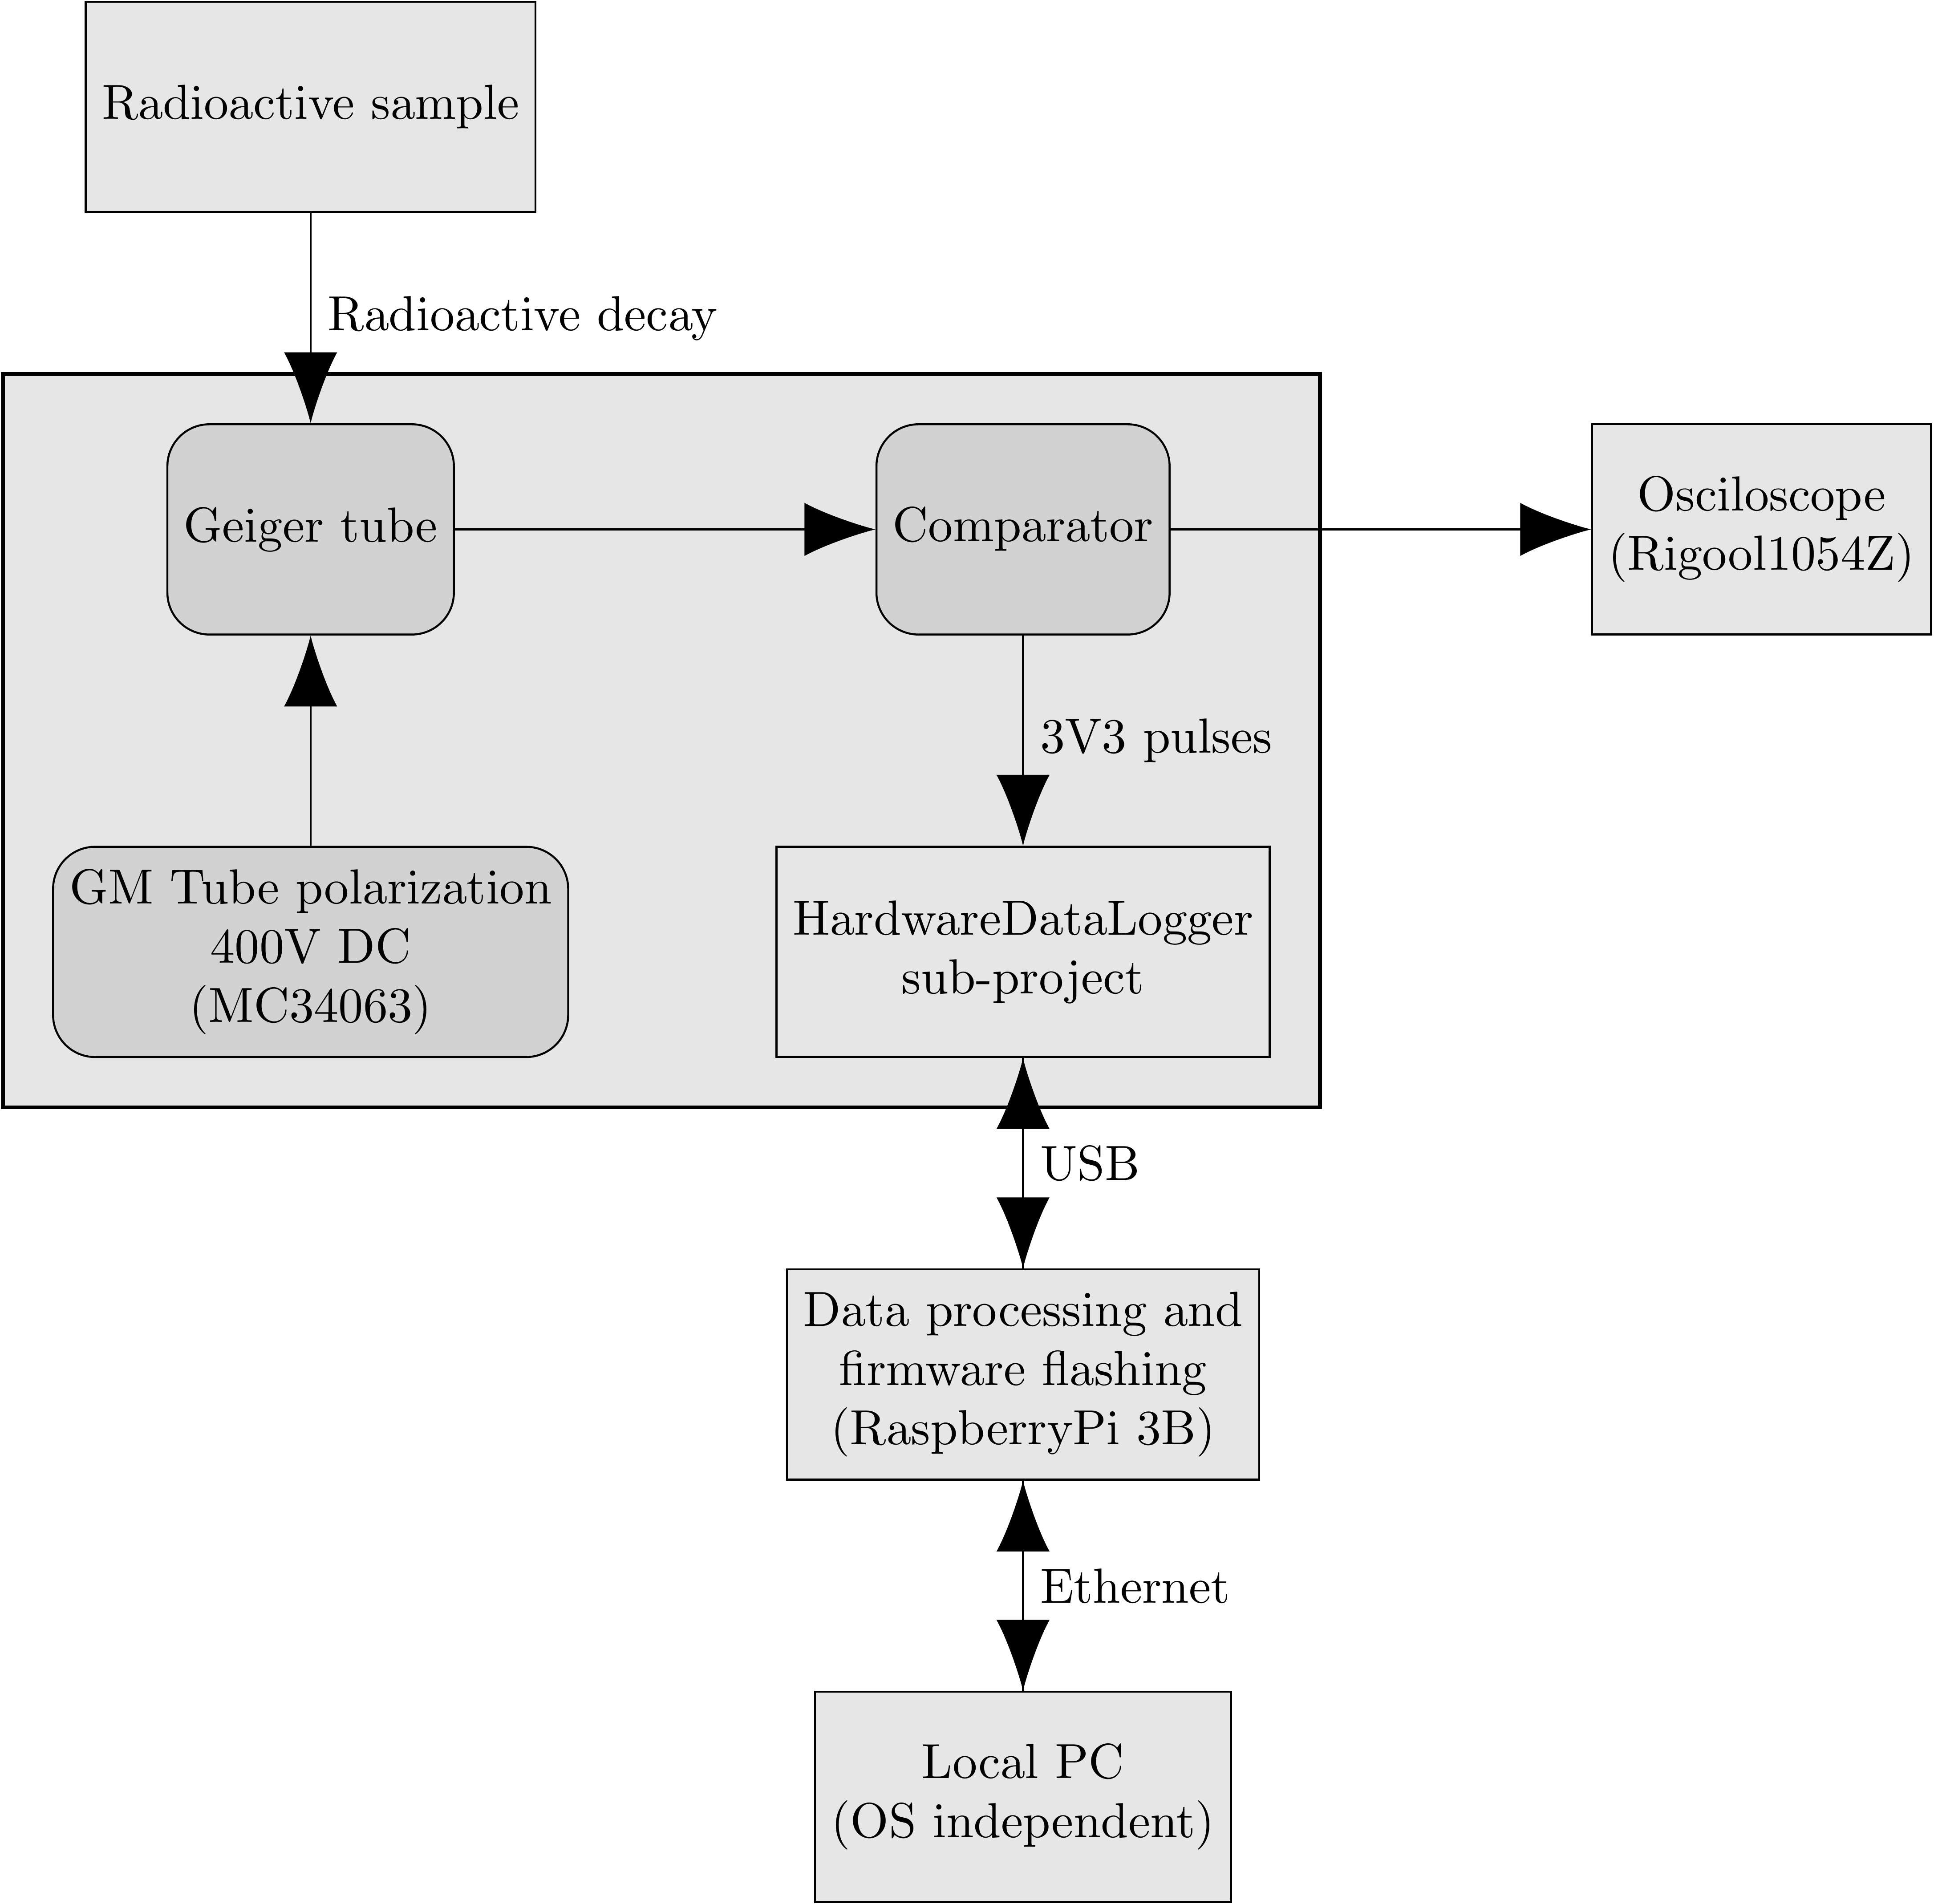 Radioactive sample
Radioactive decay
Geiger tube
Comparator
Osciloscope
(Rigool1054Z)
3V3 pulses
GM Tube polarization
400V DC
(MC34063)
HardwareDataLogger
sub-project
USB
Data processing and
firmware flashing
(RaspberryPi 3B)
Ethernet
Local PC
(OS independent)